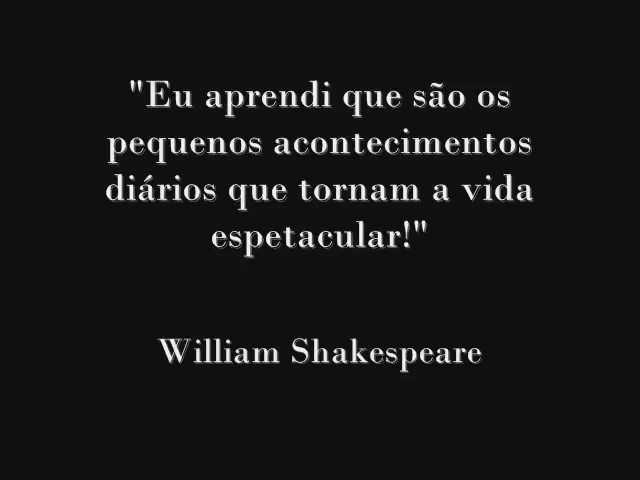 "Eu aprendi que são os
pequenos acontecimentos
diários que tornam a vida
espetacular!"
William Shakespeare